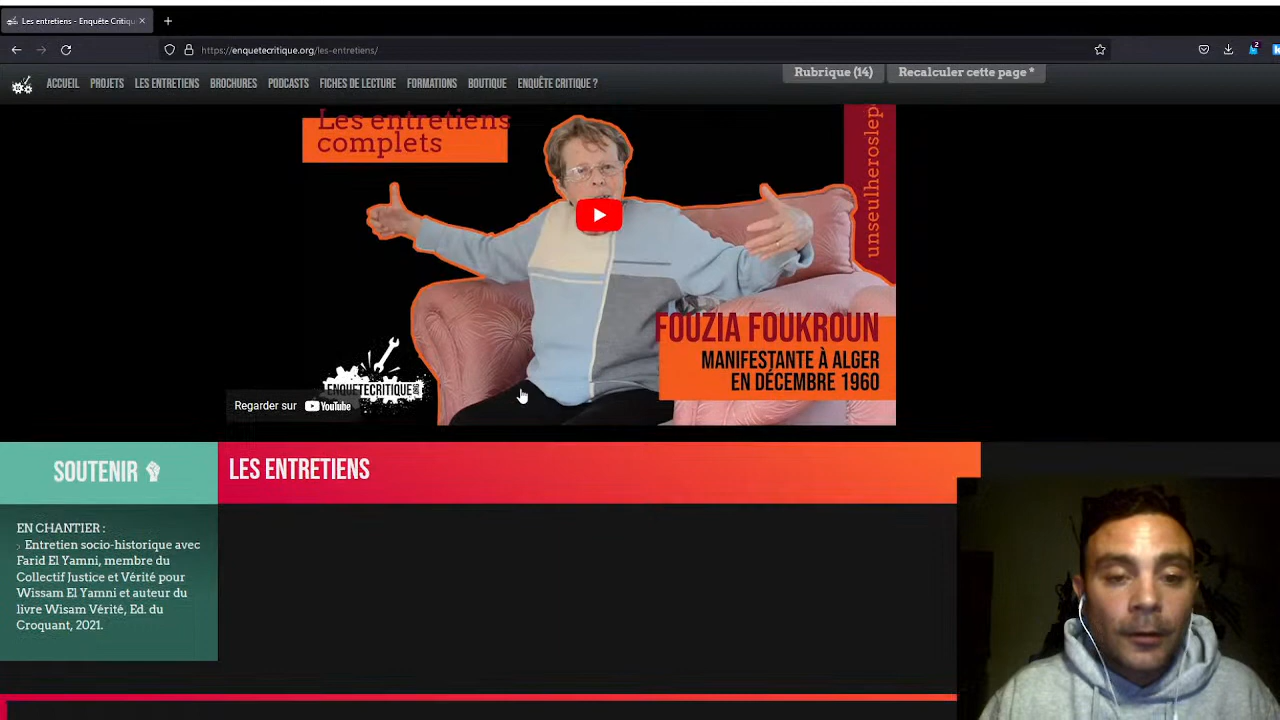 Les entretiens - Enquête Critiqu
https://enquetecritique.org/les-entretiens/
2
ACCUEIL PROJETS LES ENTRETIENS BROCHURES PODCASTS FICHES DE LECTURE FORMATIONS BOUTIQUE ENQUÊTE CRITIQUE ?
Rubrique (14) Recalculer cette page *
Les entretiens
complets
unseulheroslep
FOUZIA FOUKROUN
MANIFESTANTE À ALGER
EN DÉCEMBRE 1960
ENQUETECRITIQUE
Regarder sur YouTube
SOUTENIR
LES ENTRETIENS
EN CHANTIER :
Entretien socio-historique avec
Farid El Yamni, membre du
Collectif Justice et Vérité pour
Wissam El Yamni et auteur du
livre Wisam Vérité, Ed. du
Croquant, 2021.